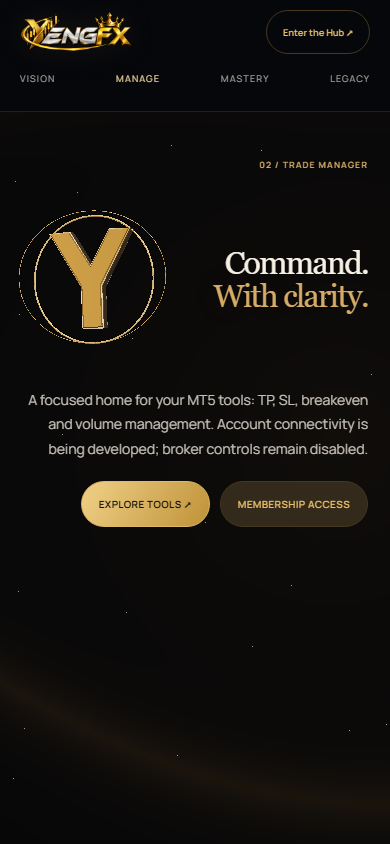 YENGFX
Enter the Hub ↗
VISION
MANAGE
MASTERY
LEGACY
02 / TRADE MANAGER
Y
Command.
With clarity.
A focused home for your MT5 tools: TP, SL, breakeven
and volume management. Account connectivity is
being developed; broker controls remain disabled.
EXPLORE TOOLS ↗
MEMBERSHIP ACCESS